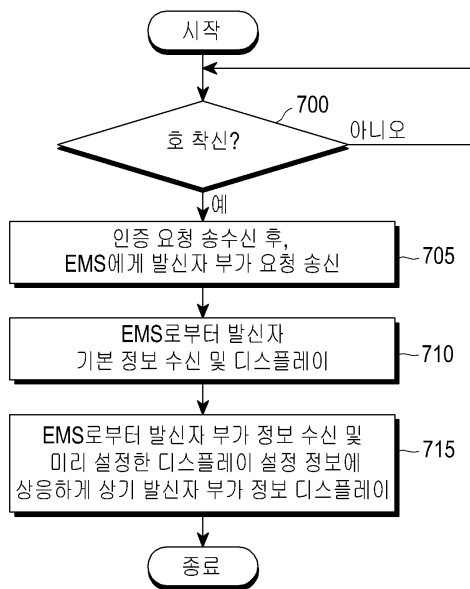 시작
700
호 착신?
아니오
예
인증 요청 송수신 후,
EMS에게 발신자 부가 요청 송신
705
EMS로부터 발신자
기본 정보 수신 및 디스플레이
710
EMS로부터 발신자 부가 정보 수신 및
미리 설정한 디스플레이 설정 정보에
상응하게 상기 발신자 부가 정보 디스플레이
715
종료